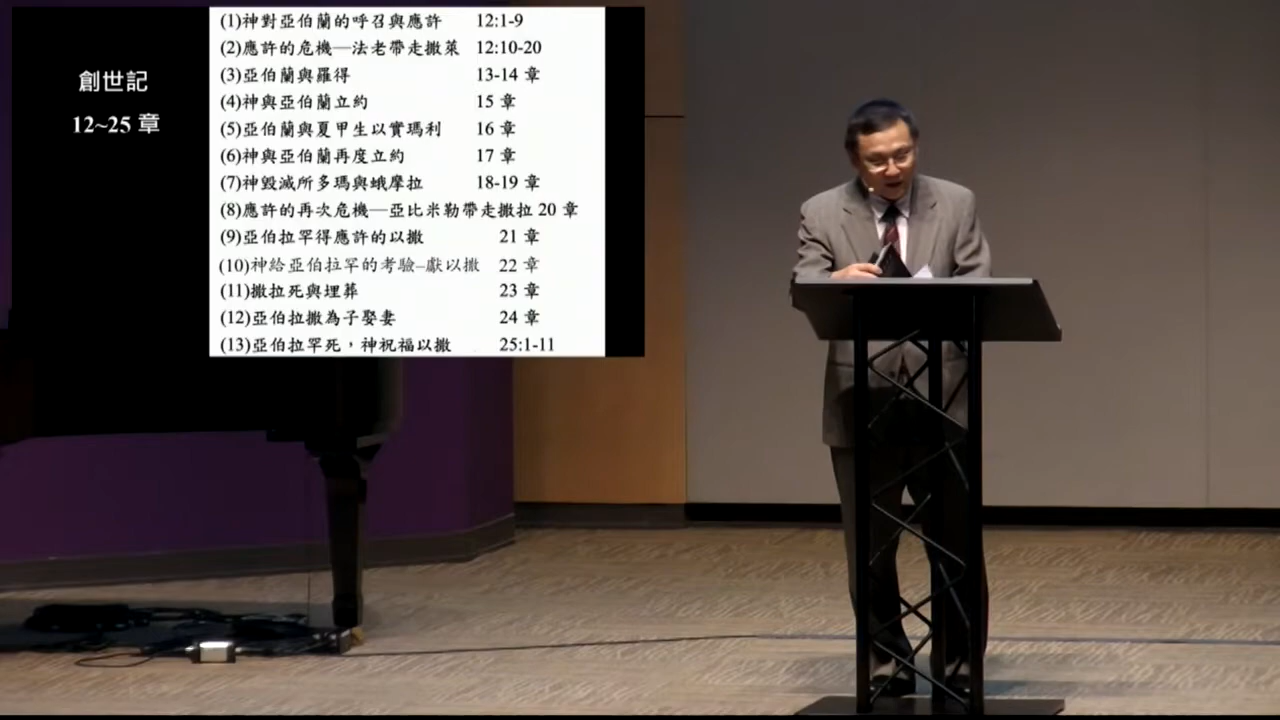 創世記
12~25 章
(1)神對亞伯蘭的呼召與應許 12:1-9
(2)應許的危機─法老帶走撒萊 12:10-20
(3)亞伯蘭與羅得 13-14 章
(4)神與亞伯蘭立約 15 章
(5)亞伯蘭與夏甲生以實瑪利 16 章
(6)神與亞伯蘭再度立約 17 章
(7)神毀滅所多瑪與蛾摩拉 18-19 章
(8)應許的再次危機─亞比米勒帶走撒拉 20 章
(9)亞伯拉罕得應許的以撒 21 章
(10)神給亞伯拉罕的考驗–獻以撒 22 章
(11)撒拉死與埋葬 23 章
(12)亞伯拉撒為子娶妻 24 章
(13)亞伯拉罕死，神祝福以撒 25:1-11